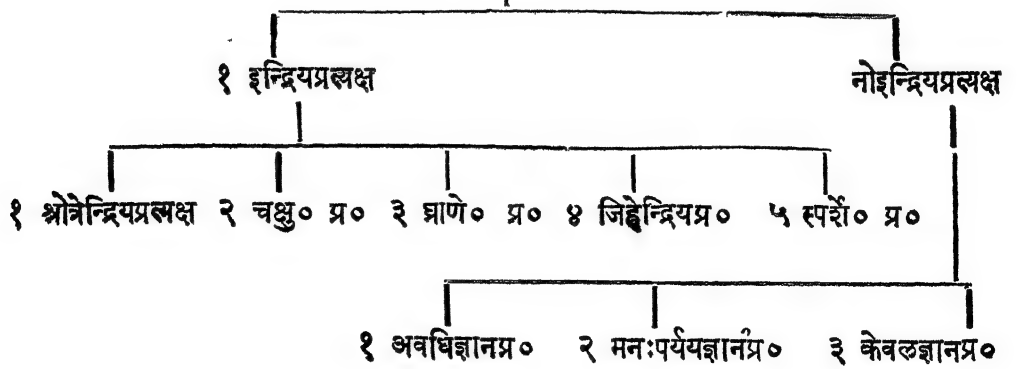 १ इन्द्रियप्रत्यक्ष नोइन्द्रियप्रत्यक्ष
१ श्रोत्रेन्द्रियप्रत्यक्ष २ चक्षु० प्र० ३ घ्राणे० प्र० ४ जिह्वेन्द्रियप्र० ५ स्पर्शे० प्र०
१ अवधिज्ञानप्र० २ मनःपर्ययज्ञानप्र० ३ केवलज्ञानप्र०